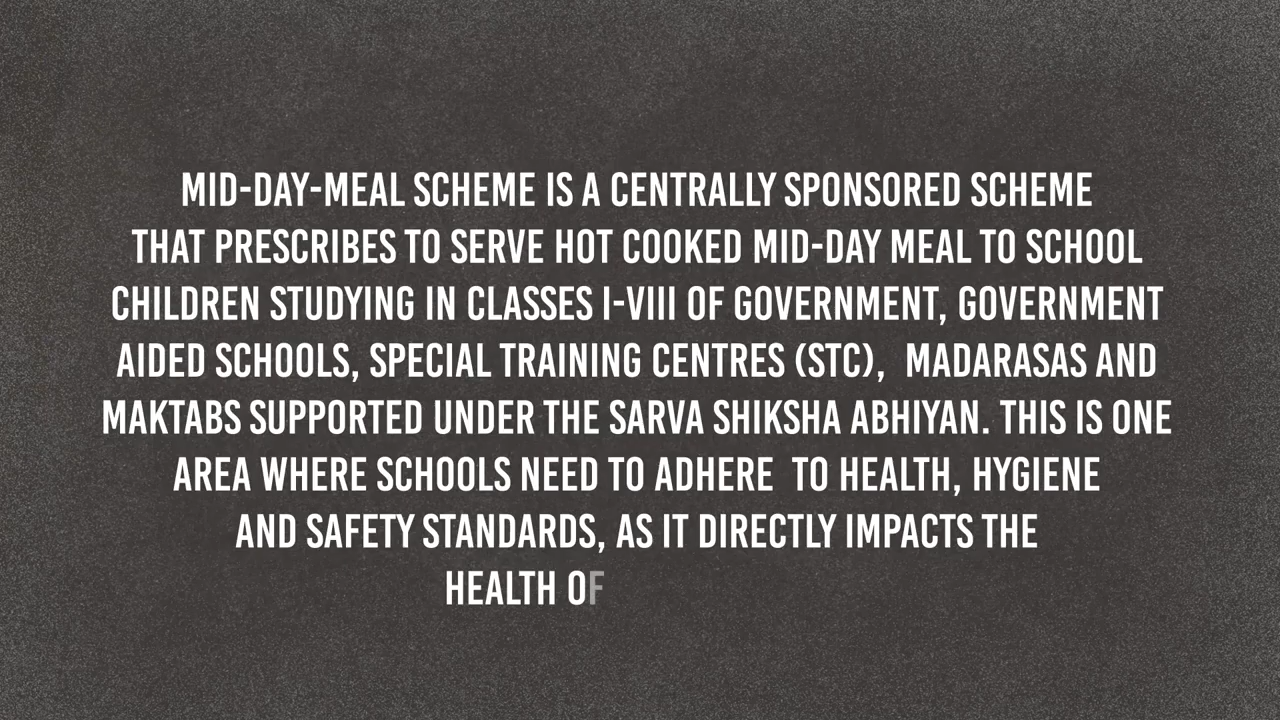 MID-DAY-MEAL SCHEME IS A CENTRALLY SPONSORED SCHEME
THAT PRESCRIBES TO SERVE HOT COOKED MID-DAY MEAL TO SCHOOL
CHILDREN STUDYING IN CLASSES I-VIII OF GOVERNMENT, GOVERNMENT
AIDED SCHOOLS, SPECIAL TRAINING CENTRES (STC),  MADARASAS AND
MAKTABS SUPPORTED UNDER THE SARVA SHIKSHA ABHIYAN. THIS IS ONE
AREA WHERE SCHOOLS NEED TO ADHERE  TO HEALTH, HYGIENE
AND SAFETY STANDARDS, AS IT DIRECTLY IMPACTS THE
HEALTH OF